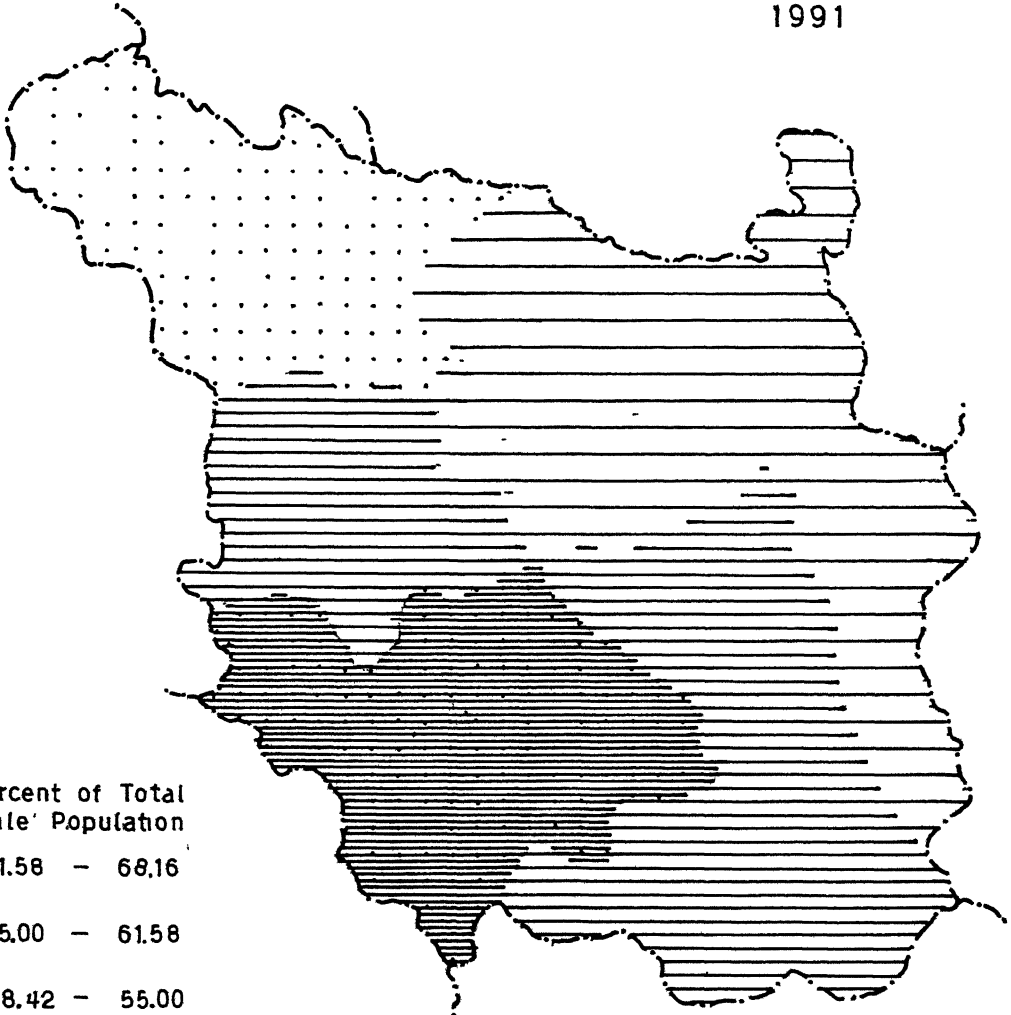 1991
rcent of Total
ale' Population
1.58 – 68.16
5.00 – 61.58
8.42 – 55.00